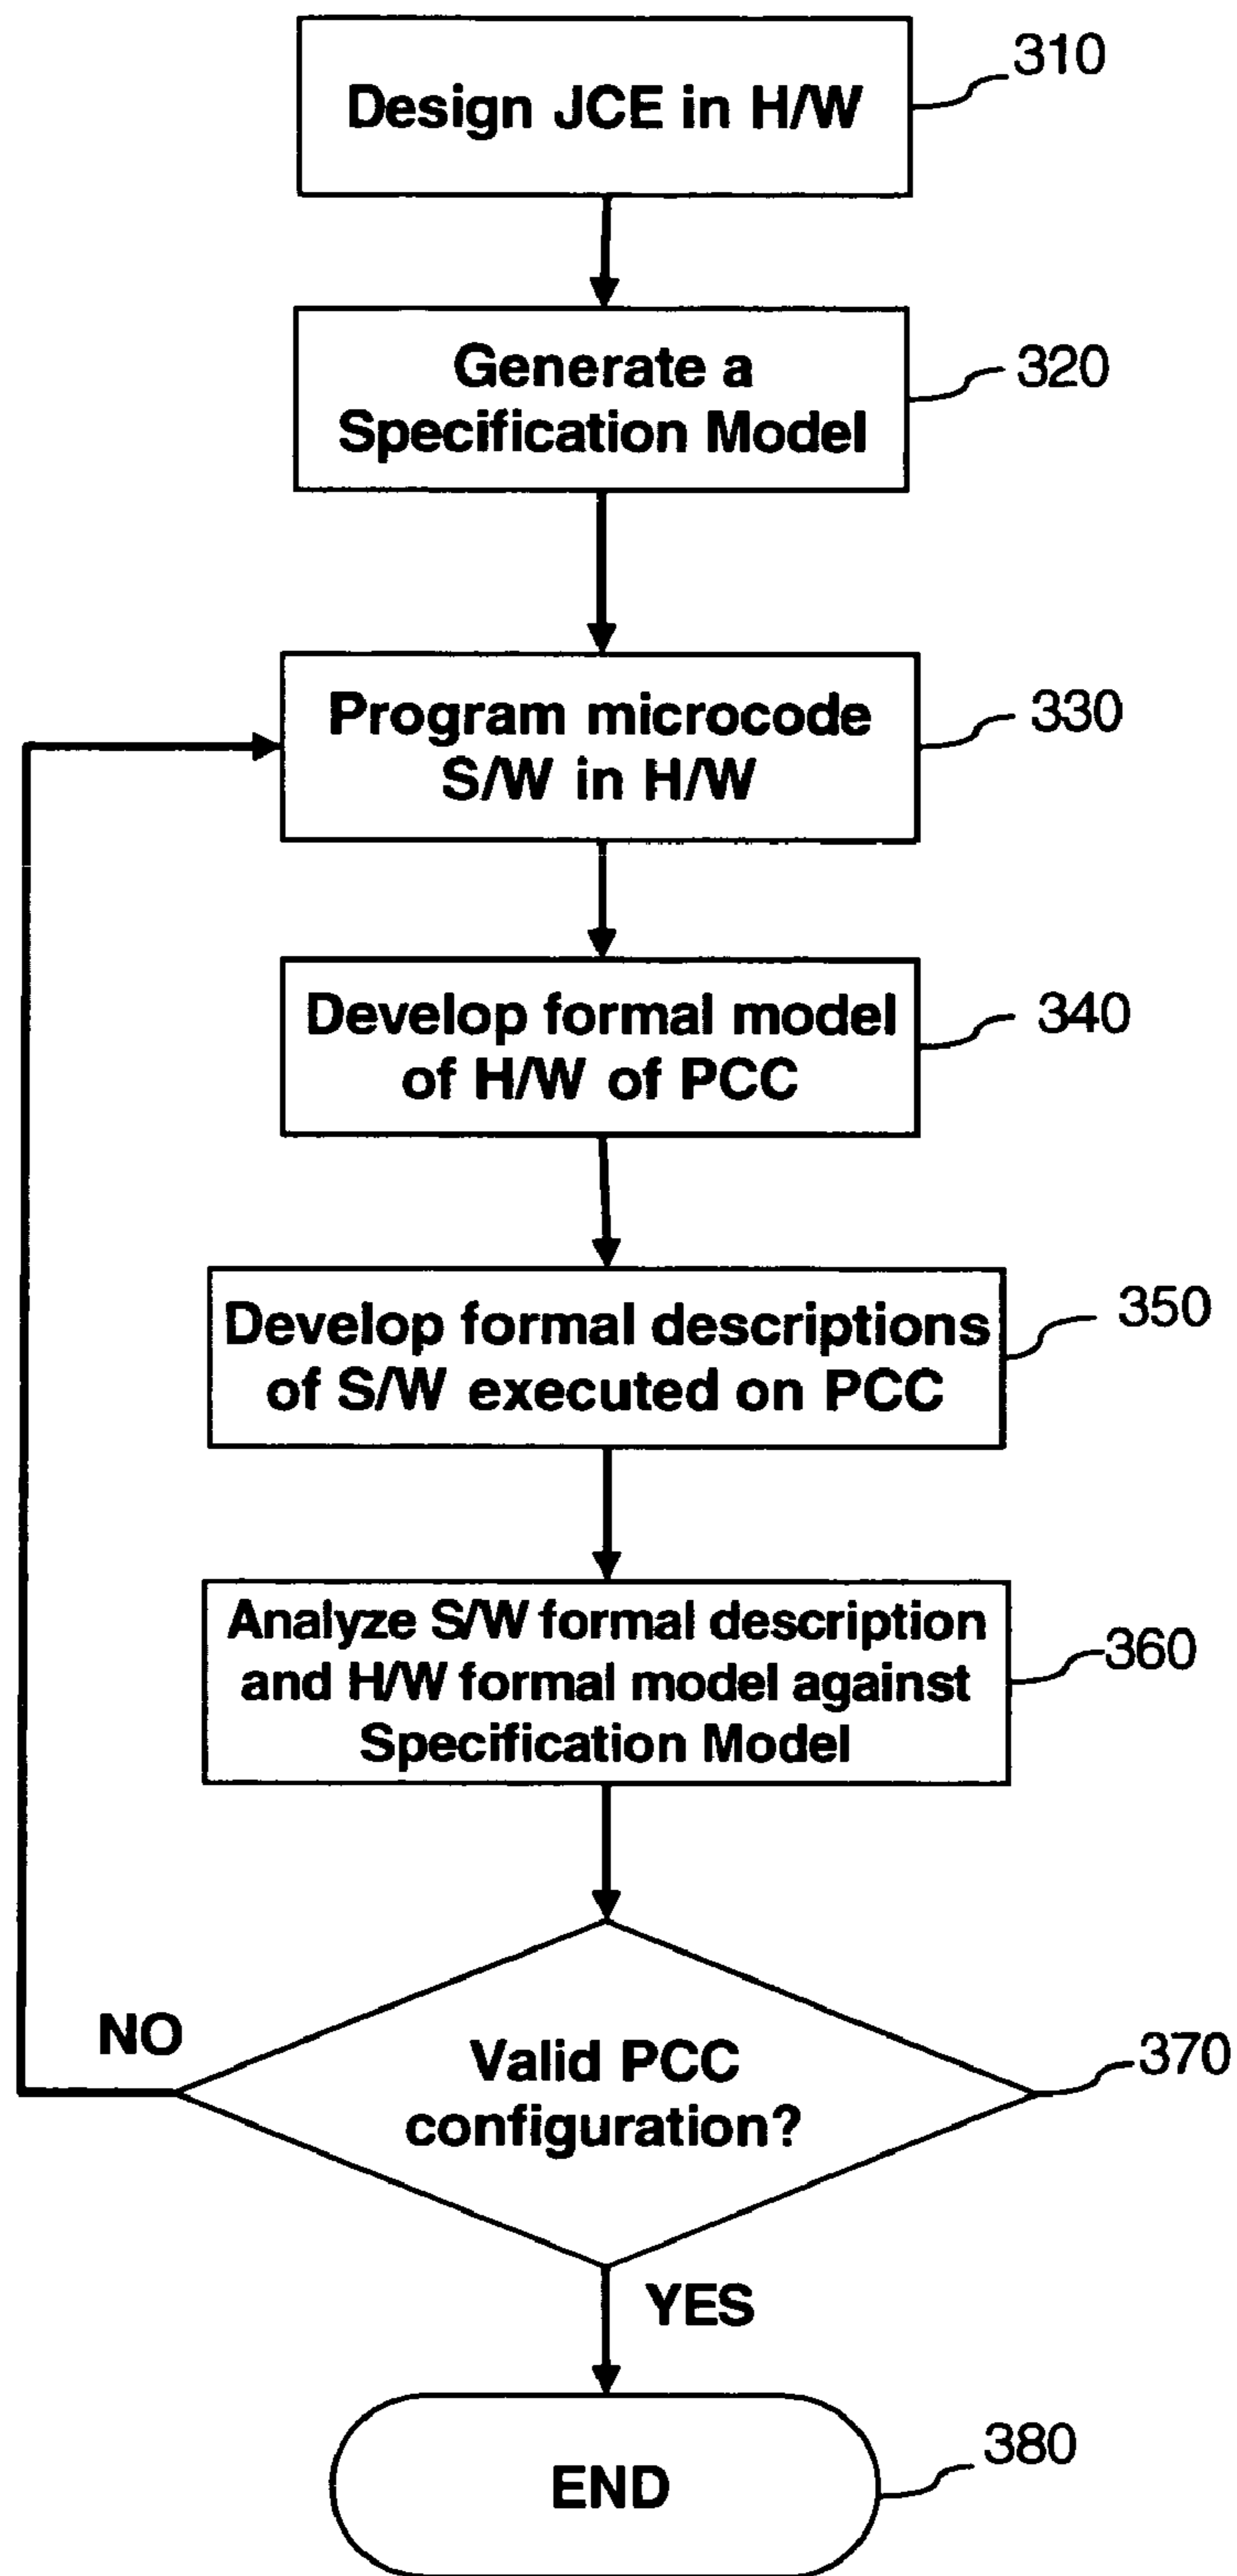 Design JCE in H/W
310
Generate a
Specification Model
320
Program microcode
S/W in H/W
330
Develop formal model
of H/W of PCC
340
Develop formal descriptions
of S/W executed on PCC
350
Analyze S/W formal description
and H/W formal model against
Specification Model
360
NO
Valid PCC
configuration?
370
YES
END
380